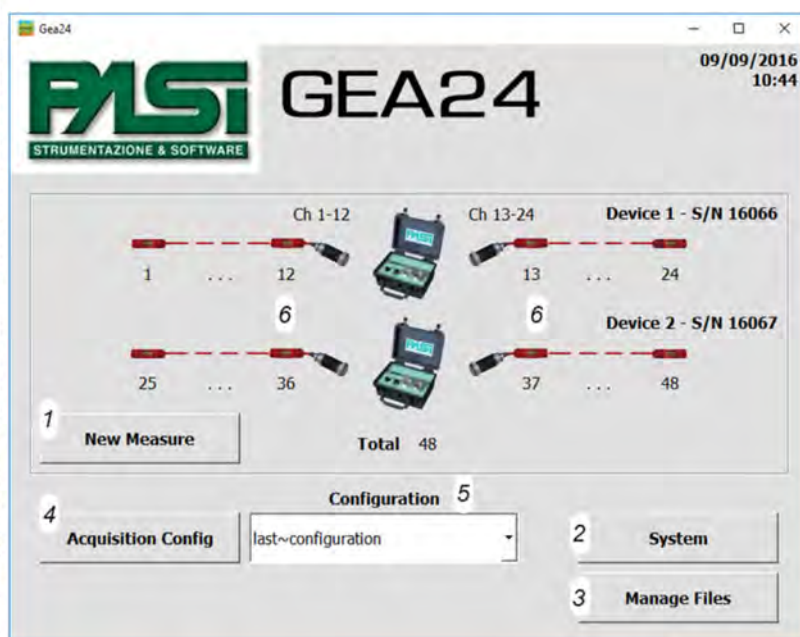 Gea24
09/09/2016
10:44
PASI
STRUMENTAZIONE & SOFTWARE
GEA24
Ch 1-12
Ch 13-24
Device 1 - S/N 16066
PASI
1 ... 12
13 ... 24
6
6
Device 2 - S/N 16067
PASI
25 ... 36
37 ... 48
1
New Measure
Total 48
Configuration 5
4
Acquisition Config
last~configuration
2
System
3
Manage Files